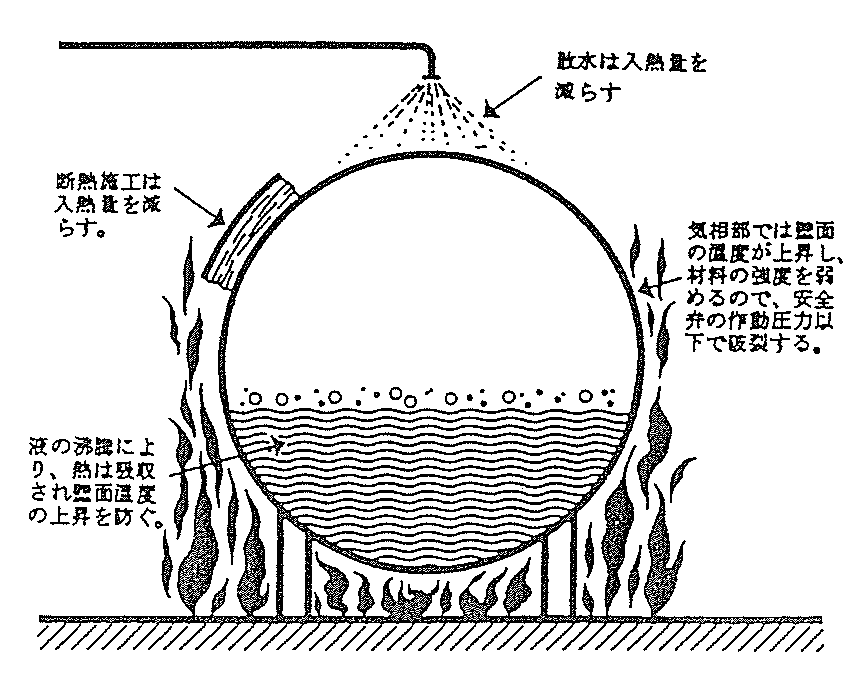 散水は入熱量を
減らす
断熱施工は
入熱量を減
らす。
気相部では壁面
の温度が上昇し、
材料の強度を弱
めるので、安全
弁の作動圧力以
下で破裂する。
液の沸騰によ
り、熱は吸収
され壁面温度
の上昇を防ぐ。